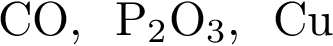 CO, P₂O₃, Cu